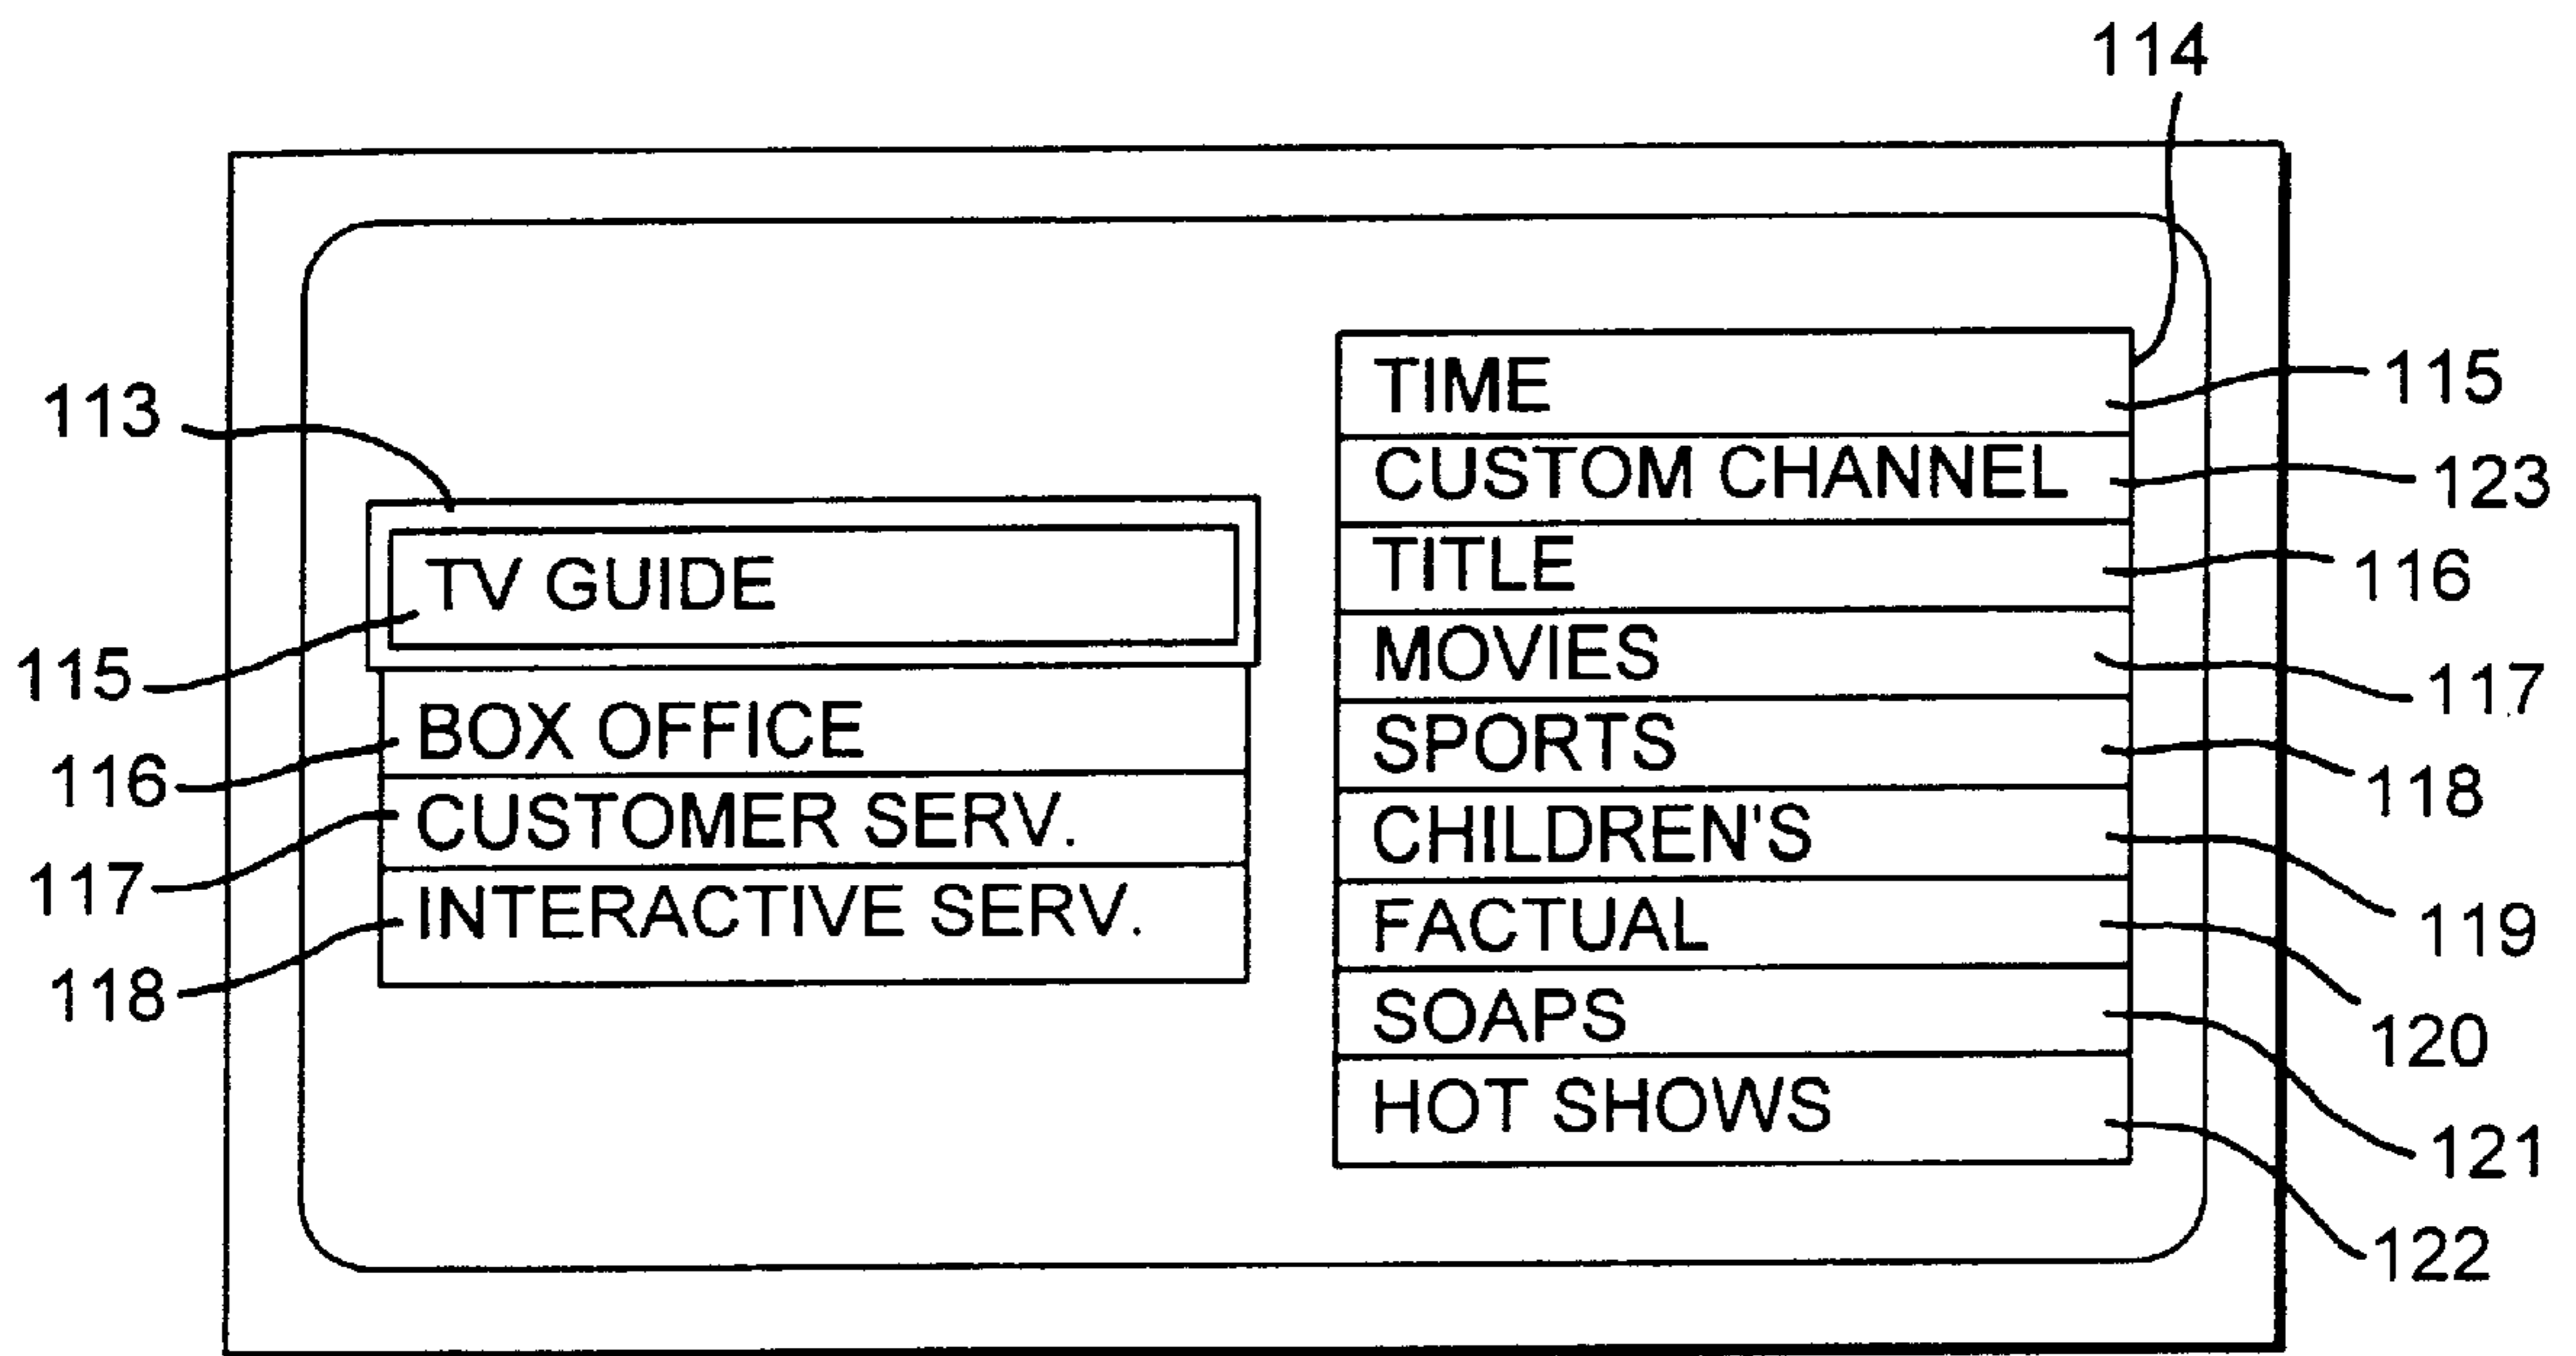 114
TIME
115
113
CUSTOM CHANNEL
123
TV GUIDE
TITLE
116
115
MOVIES
117
BOX OFFICE
SPORTS
116
118
CUSTOMER SERV.
CHILDREN'S
117
119
INTERACTIVE SERV.
FACTUAL
118
120
SOAPS
121
HOT SHOWS
122